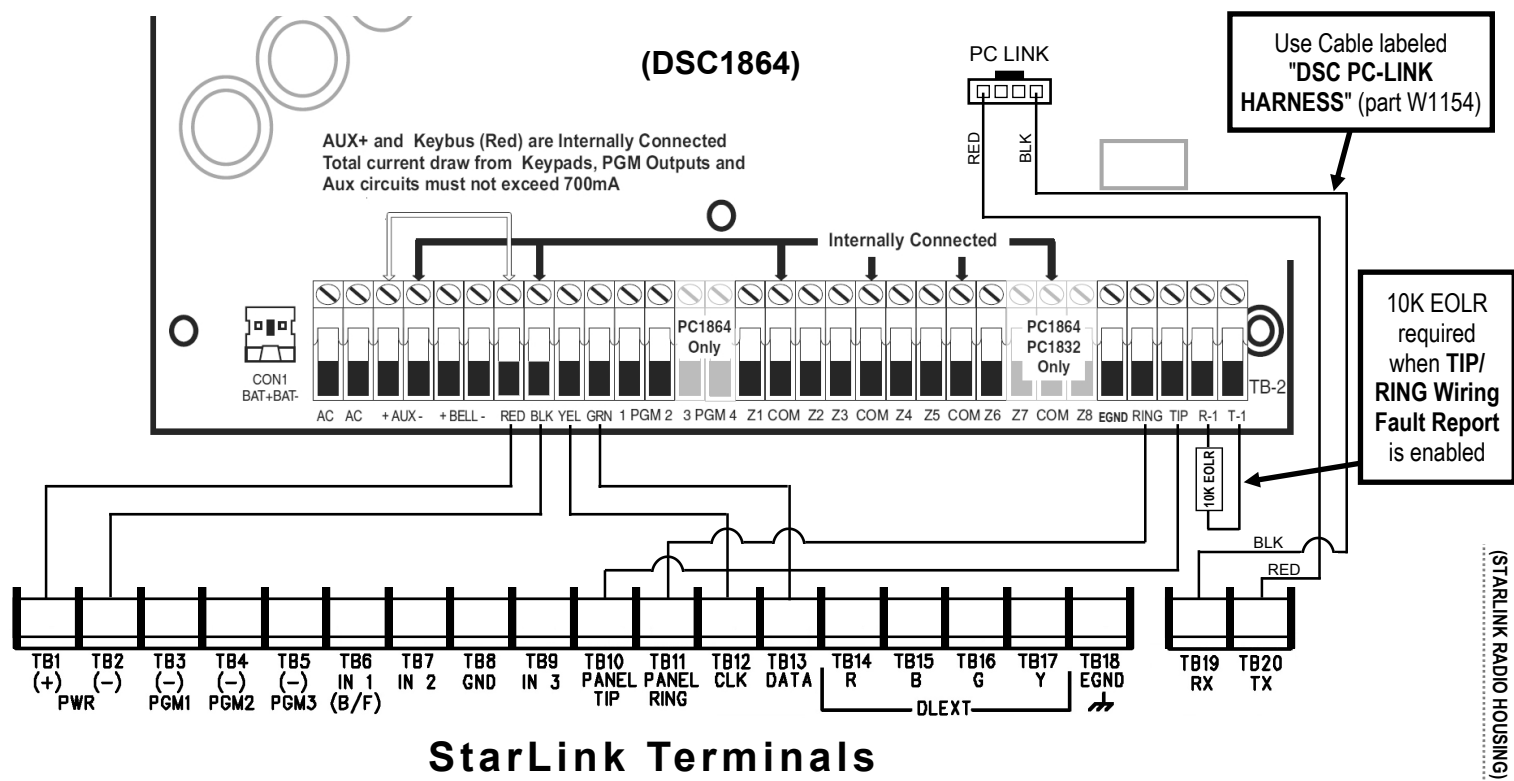 (DSC1864)
PC LINK
Use Cable labeled
"DSC PC-LINK
HARNESS" (part W1154)
RED
BLK
AUX+ and Keybus (Red) are Internally Connected
Total current draw from Keypads, PGM Outputs and
Aux circuits must not exceed 700mA
Internally Connected
10K EOLR
required
when TIP/
RING Wiring
Fault Report
is enabled
PC1864
Only
PC1864
PC1832
Only
CON1
BAT+BAT-
TB-2
AC AC + AUX - + BELL - RED BLK YEL GRN 1 PGM 2 3 PGM 4 Z1 COM Z2 Z3 COM Z4 Z5 COM Z6 Z7 COM Z8 EGND RING TIP R-1 T-1
10K EOLR
BLK
RED
TB1 TB2 TB3 TB4 TB5 TB6 TB7 TB8 TB9 TB10 TB11 TB12 TB13 TB14 TB15 TB16 TB17 TB18 TB19 TB20
(+) (-) (-) (-) (-) IN 1 IN 2 GND IN 3 PANEL PANEL CLK DATA R B G Y EGND RX TX
PWR PGM1 PGM2 PGM3 (B/F) TIP RING
DLEXT
StarLink Terminals
(STARLINK RADIO HOUSING)